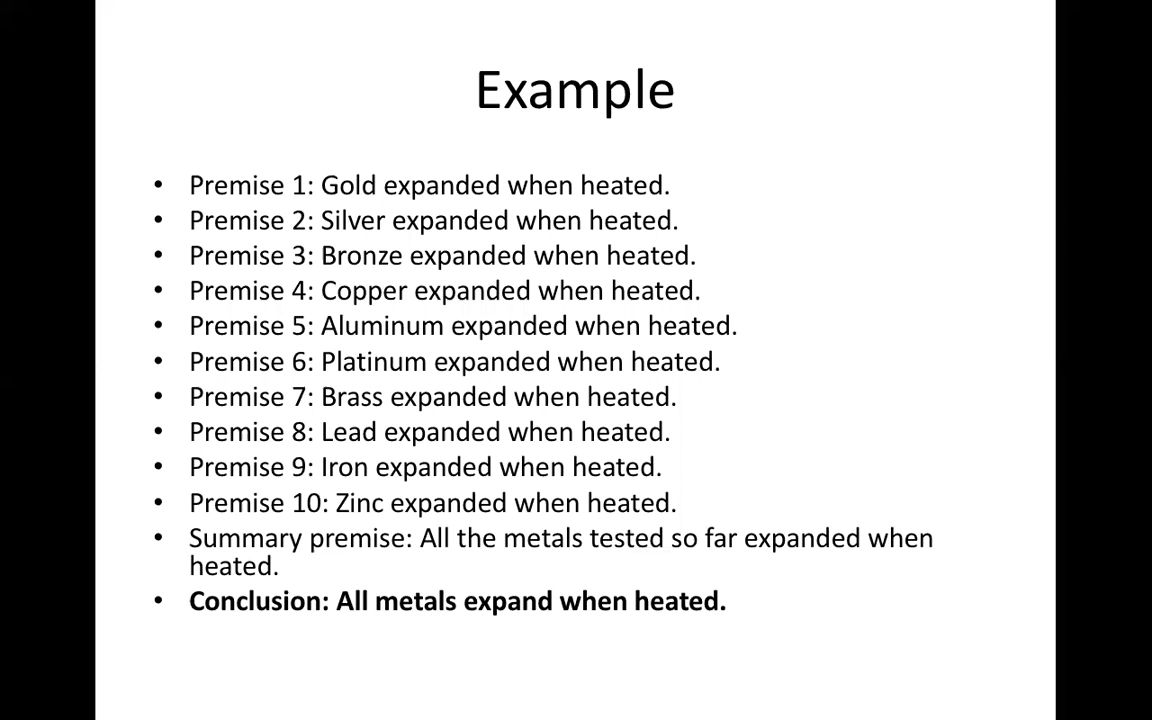 Example
• Premise 1: Gold expanded when heated.
• Premise 2: Silver expanded when heated.
• Premise 3: Bronze expanded when heated.
• Premise 4: Copper expanded when heated.
• Premise 5: Aluminum expanded when heated.
• Premise 6: Platinum expanded when heated.
• Premise 7: Brass expanded when heated.
• Premise 8: Lead expanded when heated.
• Premise 9: Iron expanded when heated.
• Premise 10: Zinc expanded when heated.
• Summary premise: All the metals tested so far expanded when
heated.
• Conclusion: All metals expand when heated.